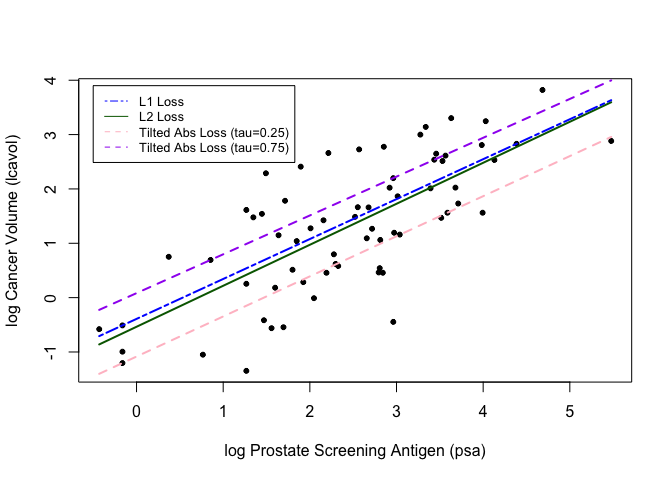 4
3
2
1
0
-1
L1 Loss
L2 Loss
Tilted Abs Loss (tau=0.25)
Tilted Abs Loss (tau=0.75)
log Cancer Volume (lcavol)
0 1 2 3 4 5
log Prostate Screening Antigen (psa)